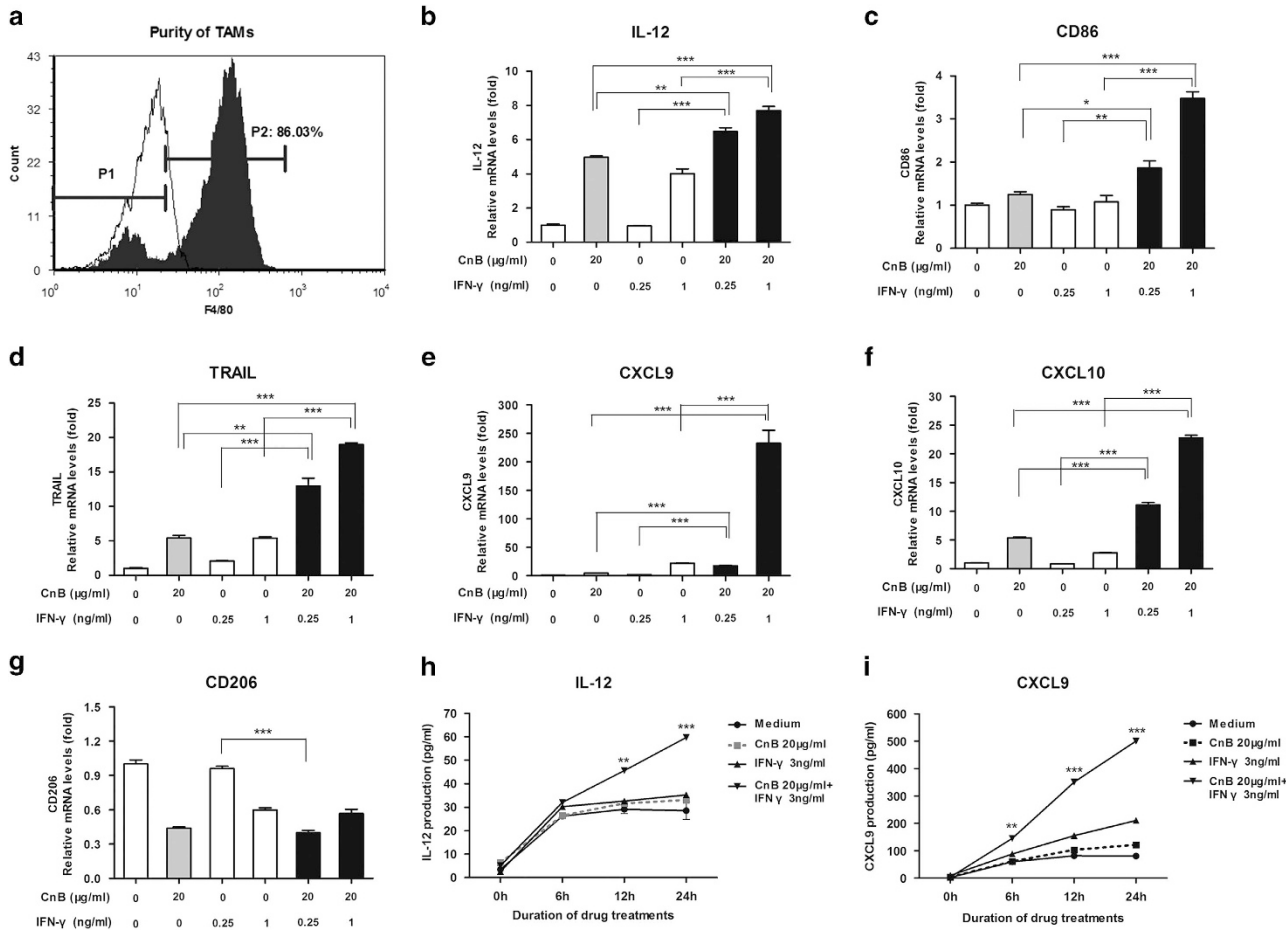 a
Purity of TAMs
43
32
22
11
0
Count
P1
P2: 86.03%
10^0 10^1 10^2 10^3 10^4
F4/80
b
IL-12
IL-12
Relative mRNA levels (fold)
10
8
6
4
2
0
***
***
**
***
CnB (μg/ml) 0 20 0 0 20 20
IFN-γ (ng/ml) 0 0 0.25 1 0.25 1
c
CD86
CD86
Relative mRNA levels (fold)
4
3
2
1
0
***
***
*
**
CnB (μg/ml) 0 20 0 0 20 20
IFN-γ (ng/ml) 0 0 0.25 1 0.25 1
d
TRAIL
TRAIL
Relative mRNA levels (fold)
25
20
15
10
5
0
***
***
**
***
CnB (μg/ml) 0 20 0 0 20 20
IFN-γ (ng/ml) 0 0 0.25 1 0.25 1
e
CXCL9
CXCL9
Relative mRNA levels (fold)
300
250
200
150
100
50
0
***
***
***
***
CnB (μg/ml) 0 20 0 0 20 20
IFN-γ (ng/ml) 0 0 0.25 1 0.25 1
f
CXCL10
CXCL10
Relative mRNA levels (fold)
30
25
20
15
10
5
0
***
***
***
***
CnB (μg/ml) 0 20 0 0 20 20
IFN-γ (ng/ml) 0 0 0.25 1 0.25 1
g
CD206
CD206
Relative mRNA levels (fold)
1.5
1.2
0.9
0.6
0.3
0.0
***
CnB (μg/ml) 0 20 0 0 20 20
IFN-γ (ng/ml) 0 0 0.25 1 0.25 1
h
IL-12
IL-12 production (pg/ml)
70
60
50
40
30
20
10
0
**
***
0h 6h 12h 24h
Duration of drug treatments
Medium
CnB 20μg/ml
IFN-γ 3ng/ml
CnB 20μg/ml+
IFN γ 3ng/ml
i
CXCL9
CXCL9 production (pg/ml)
600
500
400
300
200
100
0
**
***
***
0h 6h 12h 24h
Duration of drug treatments
Medium
CnB 20μg/ml
IFN-γ 3ng/ml
CnB 20μg/ml+
IFN γ 3ng/ml